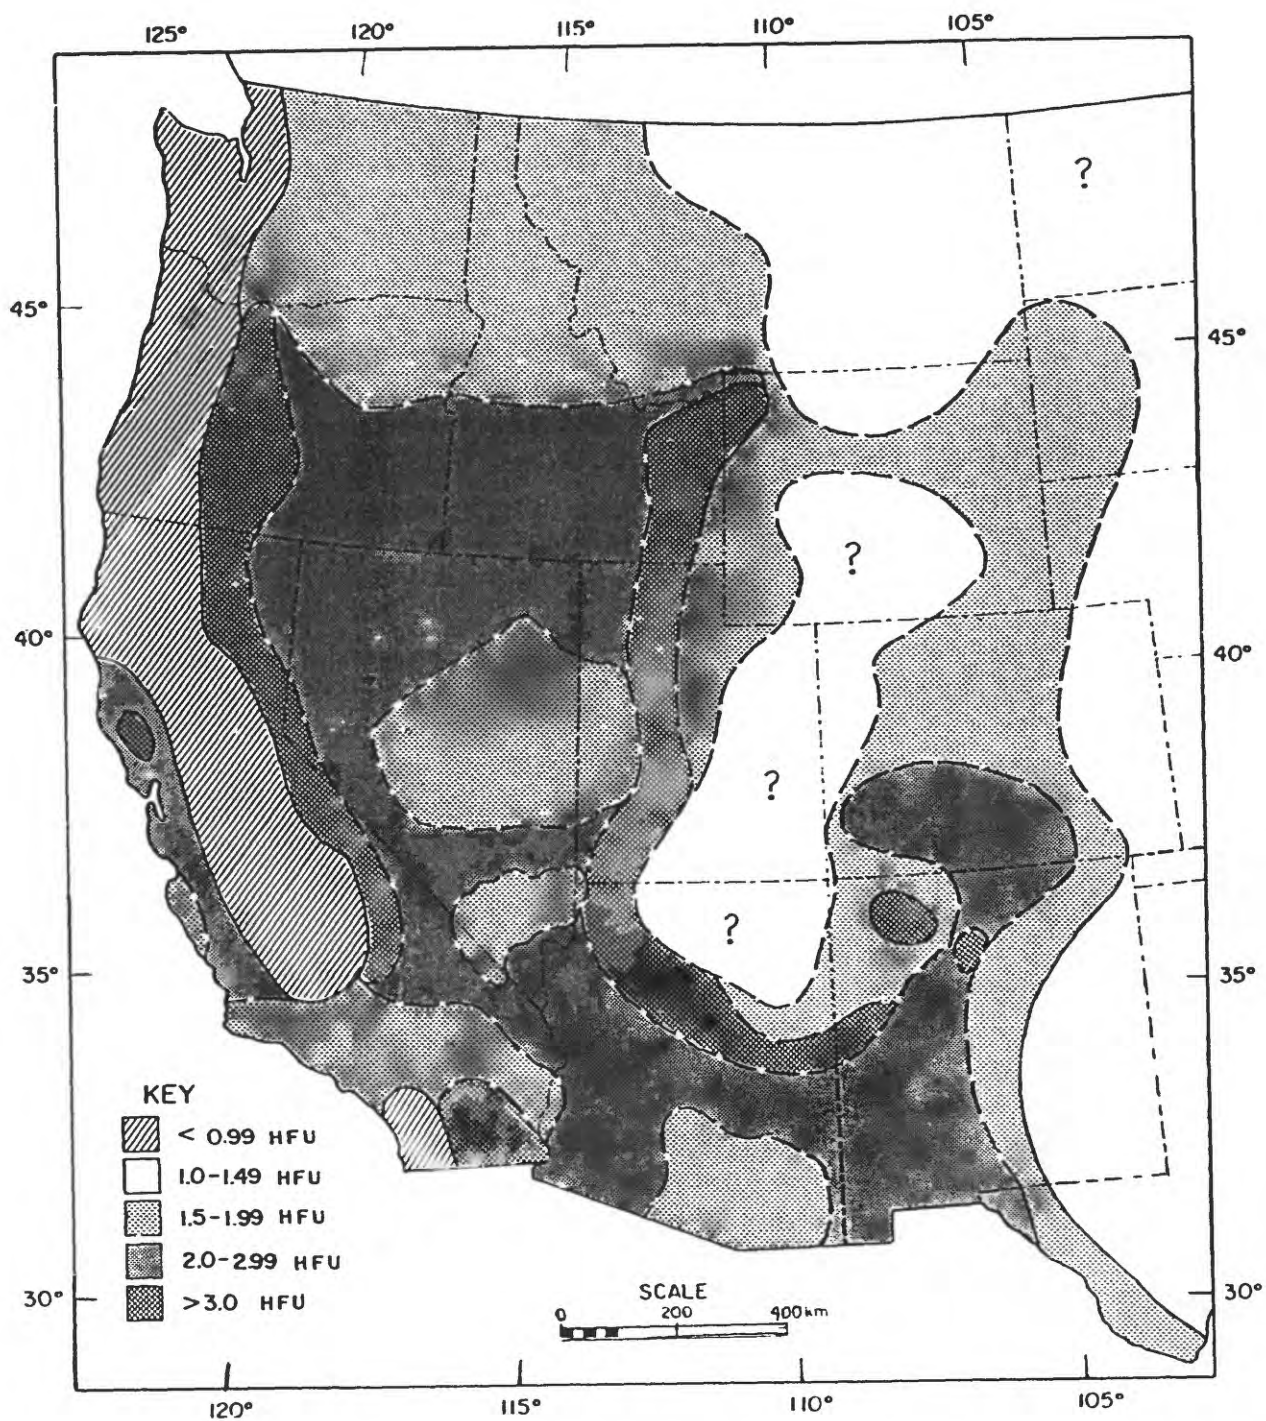 125° 120° 115° 110° 105°
?
45° 45°
?
40° 40°
?
?
35° 35°
KEY
< 0.99 HFU
1.0-1.49 HFU
1.5-1.99 HFU
2.0-2.99 HFU
>3.0 HFU
SCALE
0 200 400km
30° 30°
120° 115° 110° 105°